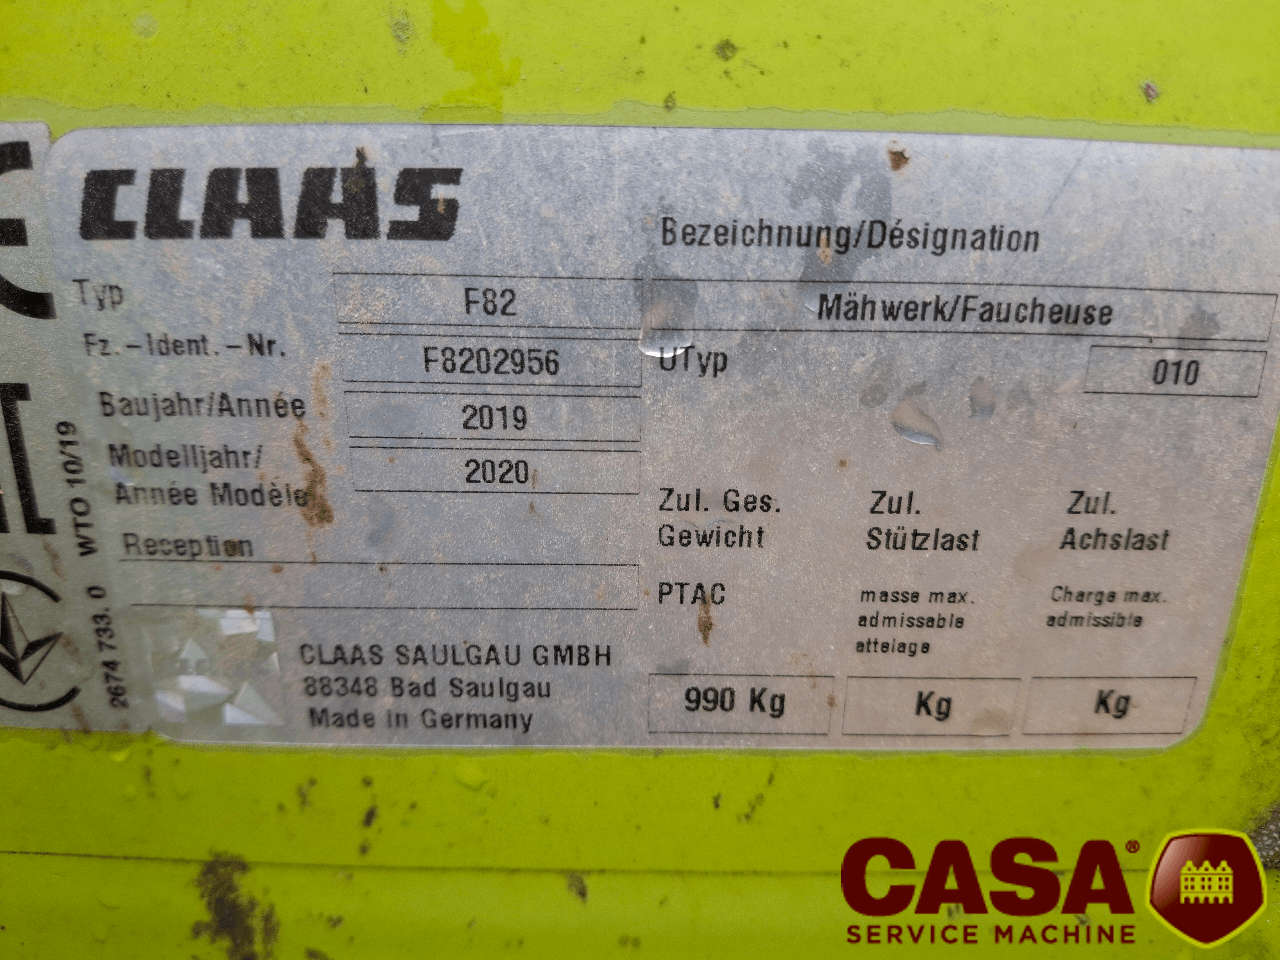 CLAAS
Bezeichnung/Désignation
Typ
F82
Mähwerk/Faucheuse
Fz.-Ident.-Nr.
F8202956
UTyp
010
Baujahr/Année
2019
Modelljahr/
Année Modèle
2020
Reception
Zul. Ges.
Gewicht
PTAC
990 Kg
Zul.
Stützlast
masse max.
admissable
attelage
Kg
Zul.
Achslast
Charge max.
admissible
Kg
CLAAS SAULGAU GMBH
88348 Bad Saulgau
Made in Germany
2674 733. 0 WTO 10/19
CE
EAC
CASA®
SERVICE MACHINE